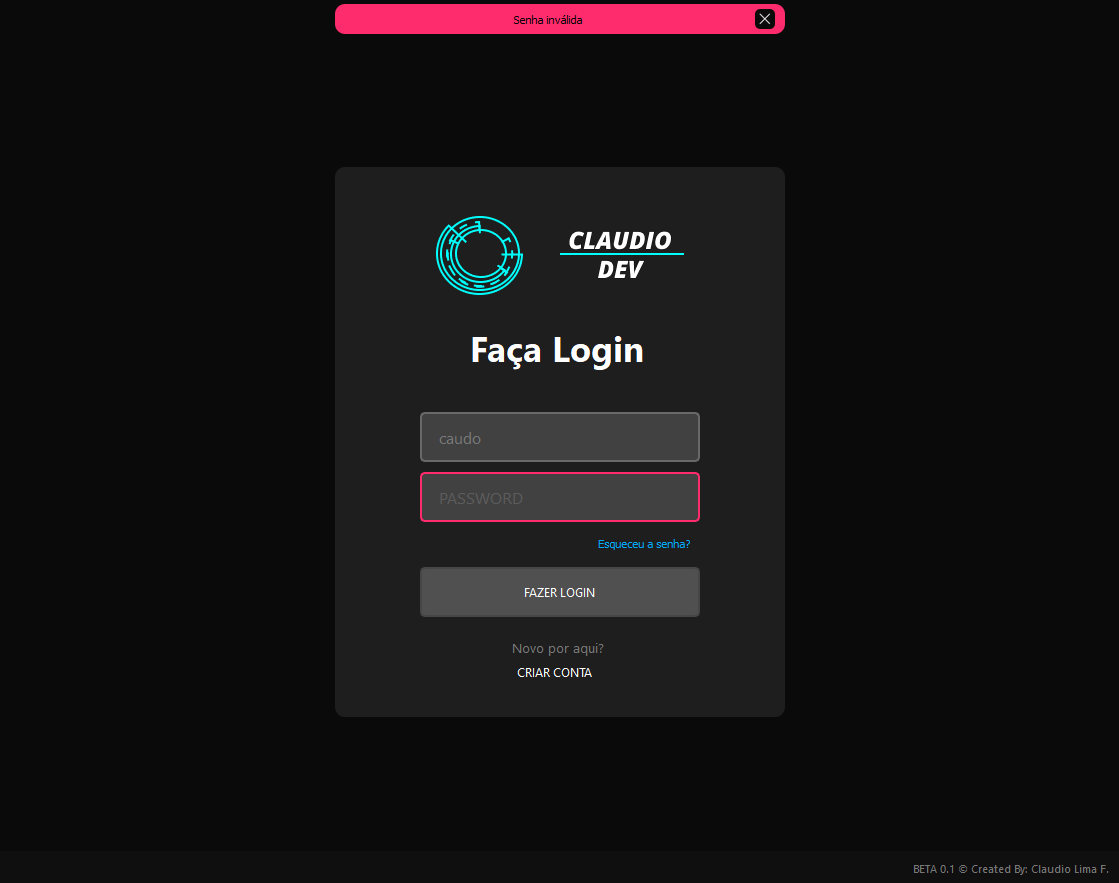 Senha inválida
CLAUDIO
DEV
Faça Login
caudo
PASSWORD
Esqueceu a senha?
FAZER LOGIN
Novo por aqui?
CRIAR CONTA
BETA 0.1 © Created By: Claudio Lima F.